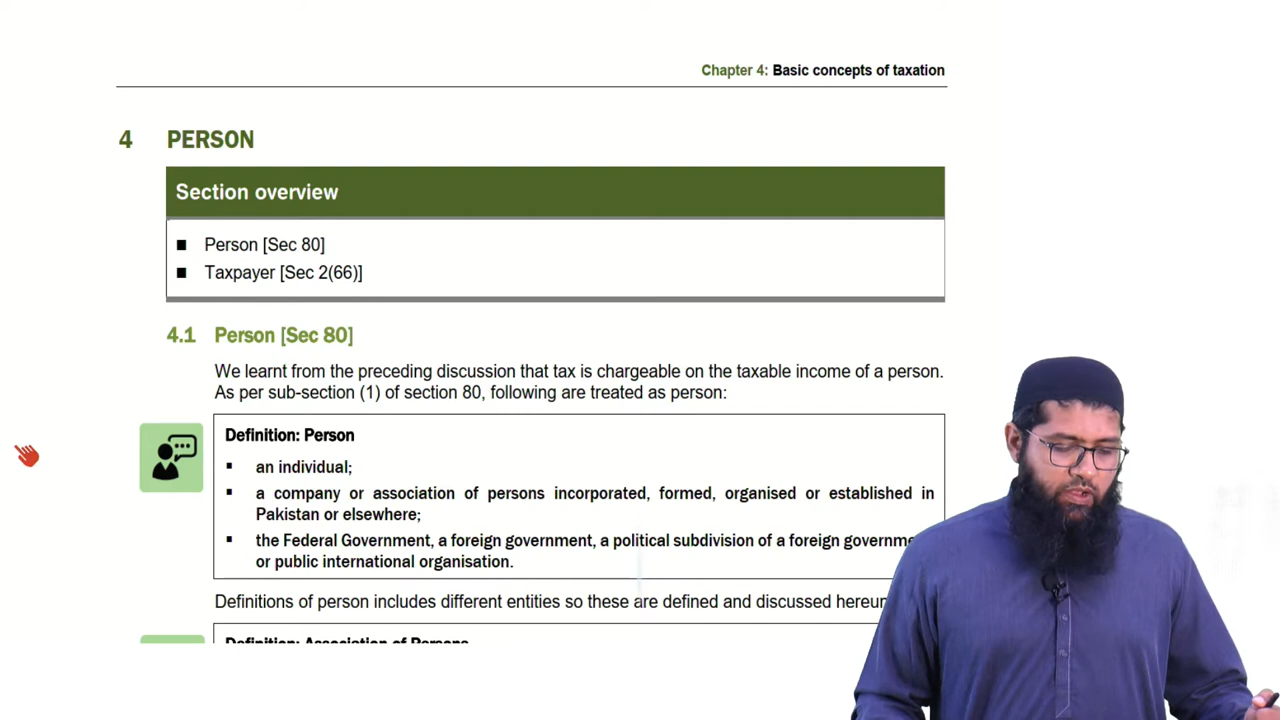 Chapter 4: Basic concepts of taxation
4 PERSON
Section overview
■ Person [Sec 80]
■ Taxpayer [Sec 2(66)]
4.1 Person [Sec 80]
We learnt from the preceding discussion that tax is chargeable on the taxable income of a person.
As per sub-section (1) of section 80, following are treated as person:
Definition: Person
▪ an individual;
▪ a company or association of persons incorporated, formed, organised or established in
Pakistan or elsewhere;
▪ the Federal Government, a foreign government, a political subdivision of a foreign
or public international organisation.
Definitions of person includes different entities so these are defined and discussed
Definition: Association of Persons